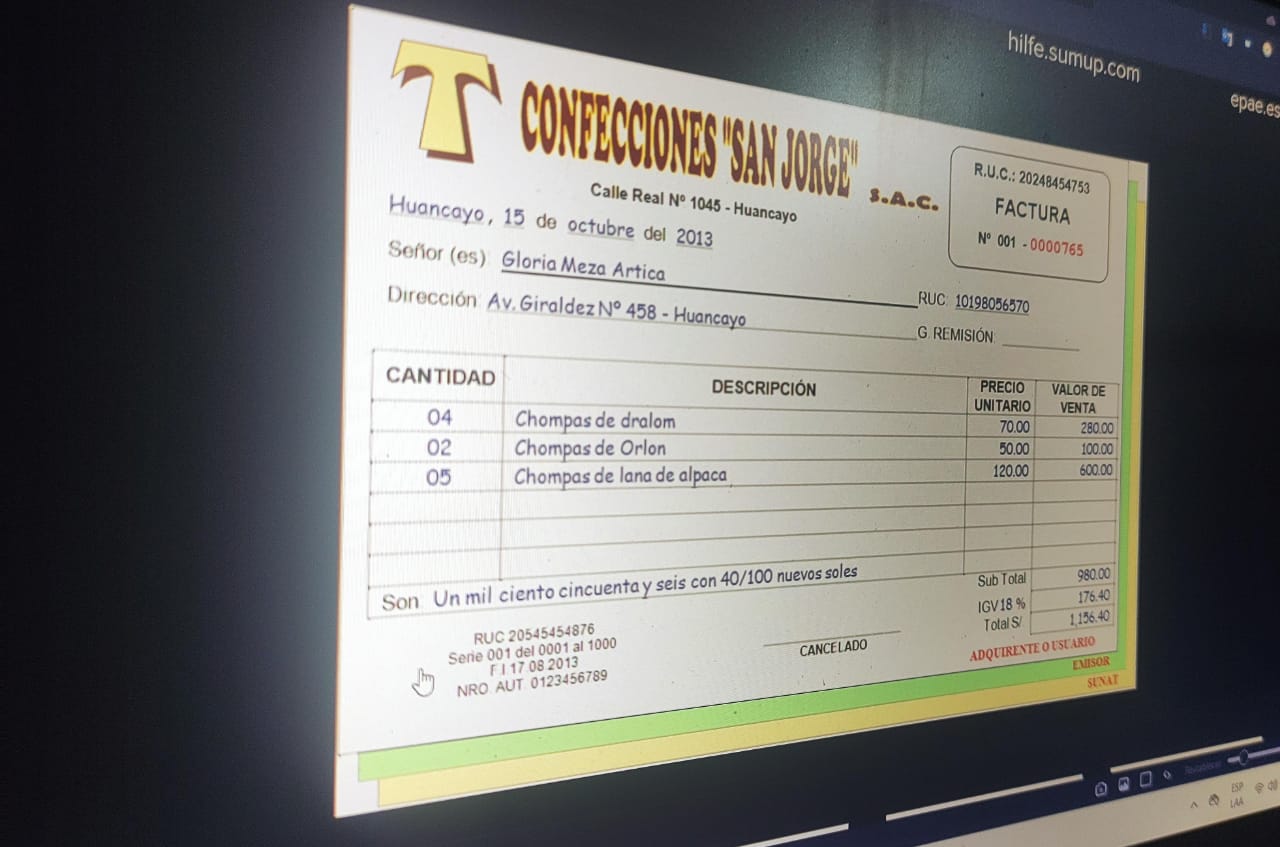 hilfe.sumup.com
epae.es
T
CONFECCIONES "SAN JORGE" S.A.C.
Calle Real Nº 1045 - Huancayo
R.U.C.: 20248454753
FACTURA
Nº 001 - 0000765
Huancayo, 15 de octubre del 2013
Señor (es) Gloria Meza Artica
RUC: 10198056570
Dirección Av. Giraldez Nº 458 - Huancayo
G. REMISIÓN:
CANTIDAD DESCRIPCIÓN PRECIO UNITARIO VALOR DE VENTA
04 Chompas de dralom 70.00 280.00
02 Chompas de Orlon 50.00 100.00
05 Chompas de lana de alpaca 120.00 600.00
Son Un mil ciento cincuenta y seis con 40/100 nuevos soles
Sub Total 980.00
IGV 18 % 176.40
Total S/ 1,156.40
RUC 20545454876
Serie 001 del 0001 al 1000
F.I 17.08.2013
NRO. AUT. 0123456789
CANCELADO
ADQUIRENTE O USUARIO
EMISOR
SUNAT
ESP
LAA